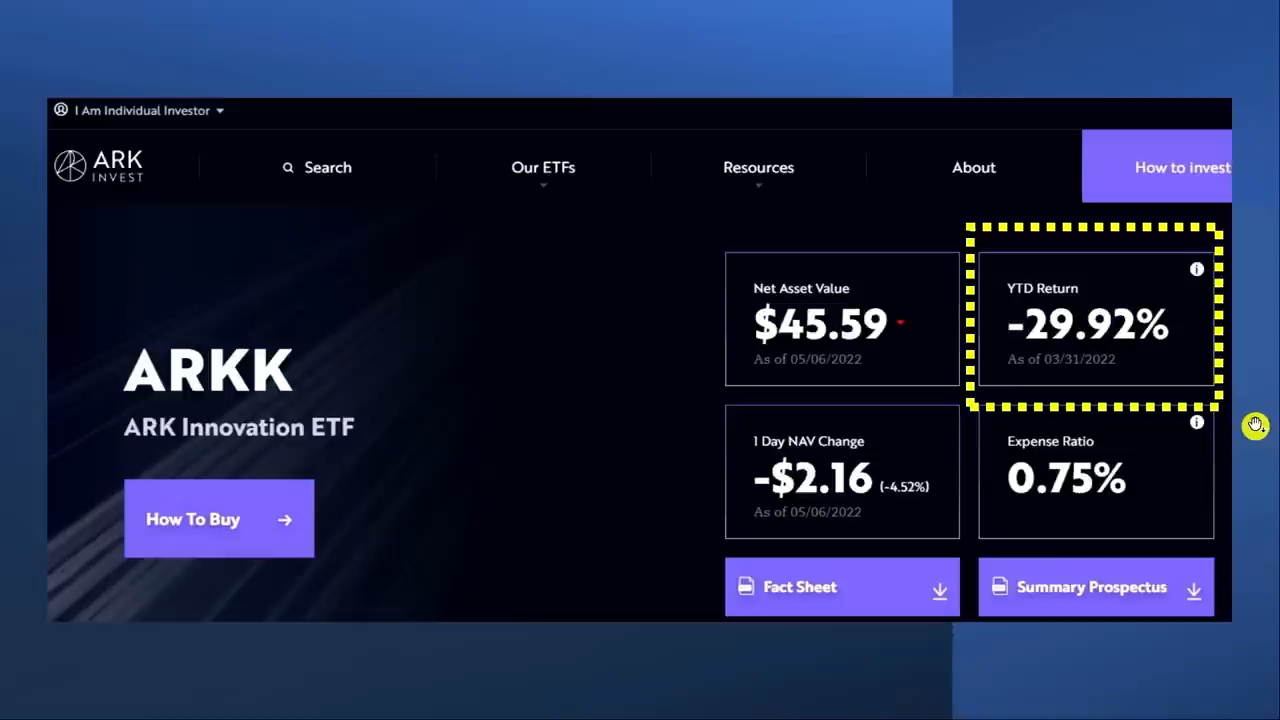 I Am Individual Investor
ARK
INVEST
Search
Our ETFs
Resources
About
How to invest
ARKK
ARK Innovation ETF
How To Buy
Net Asset Value
$45.59
As of 05/06/2022
YTD Return
-29.92%
As of 03/31/2022
1 Day NAV Change
-$2.16 (-4.52%)
As of 05/06/2022
Expense Ratio
0.75%
Fact Sheet
Summary Prospectus